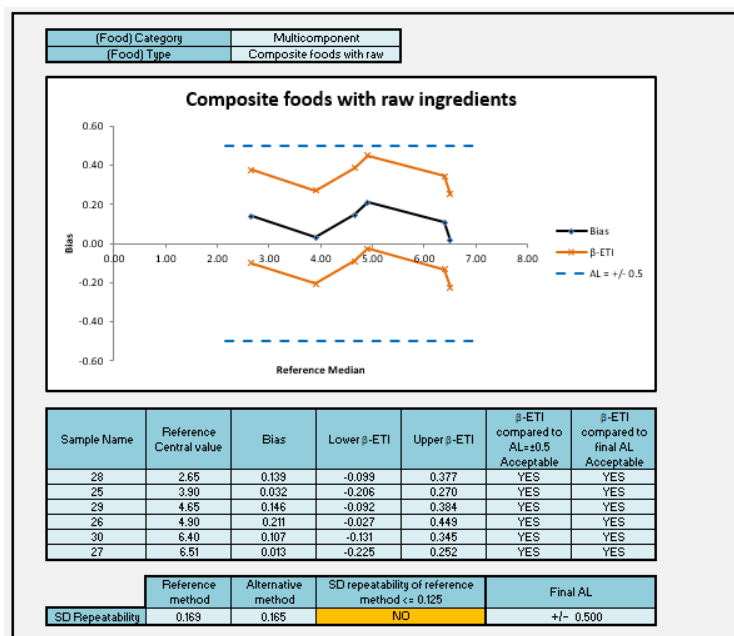 (Food) Category Multicomponent
(Food) Type Composite foods with raw
Composite foods with raw ingredients
0.60
0.40
0.20
0.00
-0.20
-0.40
-0.60
Bias
0.00 1.00 2.00 3.00 4.00 5.00 6.00 7.00 8.00
Reference Median
Bias
β-ETI
AL = +/- 0.5
Sample Name Reference Central value Bias Lower β-ETI Upper β-ETI β-ETI compared to AL=±0.5 Acceptable β-ETI compared to final AL Acceptable
28 2.65 0.139 -0.099 0.377 YES YES
25 3.90 0.032 -0.206 0.270 YES YES
29 4.65 0.146 -0.092 0.384 YES YES
26 4.90 0.211 -0.027 0.449 YES YES
30 6.40 0.107 -0.131 0.345 YES YES
27 6.51 0.013 -0.225 0.252 YES YES
Reference method Alternative method SD repeatability of reference method <= 0.125 Final AL
SD Repeatability 0.169 0.165 NO +/- 0.500